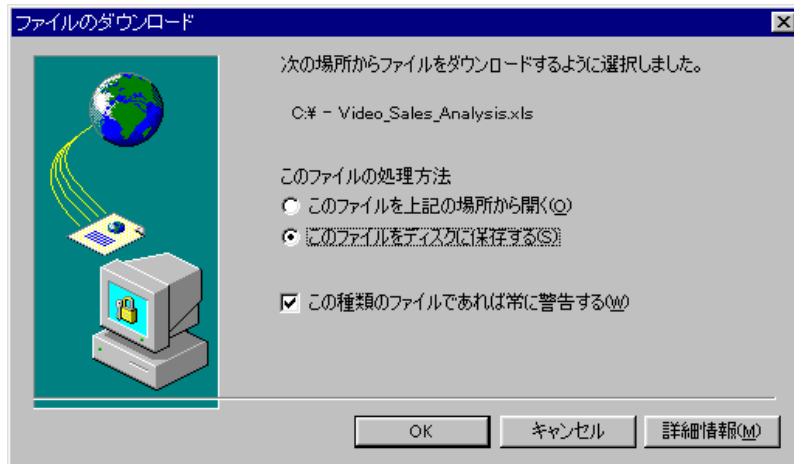 ファイルのダウンロード
次の場所からファイルをダウンロードするように選択しました。
C:¥ - Video_Sales_Analysis.xls
このファイルの処理方法
このファイルを上記の場所から開く(O)
このファイルをディスクに保存する(S)
この種類のファイルであれば常に警告する(W)
OK
キャンセル
詳細情報(M)